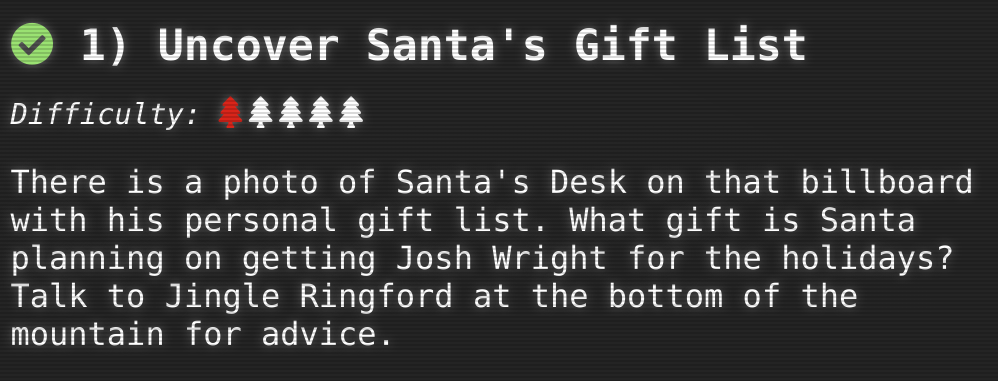 1) Uncover Santa's Gift List
Difficulty:
There is a photo of Santa's Desk on that billboard
with his personal gift list. What gift is Santa
planning on getting Josh Wright for the holidays?
Talk to Jingle Ringford at the bottom of the
mountain for advice.